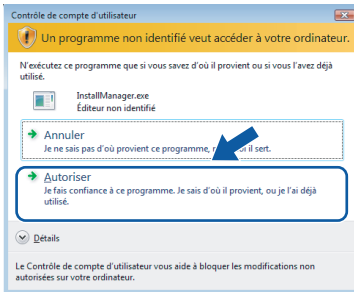 Contrôle de compte d'utilisateur
Un programme non identifié veut accéder à votre ordinateur.
N'exécutez ce programme que si vous savez d'où il provient ou si vous l'avez déjà
utilisé.
InstallManager.exe
Éditeur non identifié
Annuler
Je ne sais pas d'où provient ce programme, il sert.
Autoriser
Je fais confiance à ce programme. Je sais d'où il provient, ou je l'ai déjà
utilisé.
Détails
Le Contrôle de compte d'utilisateur vous aide à bloquer les modifications non
autorisées sur votre ordinateur.